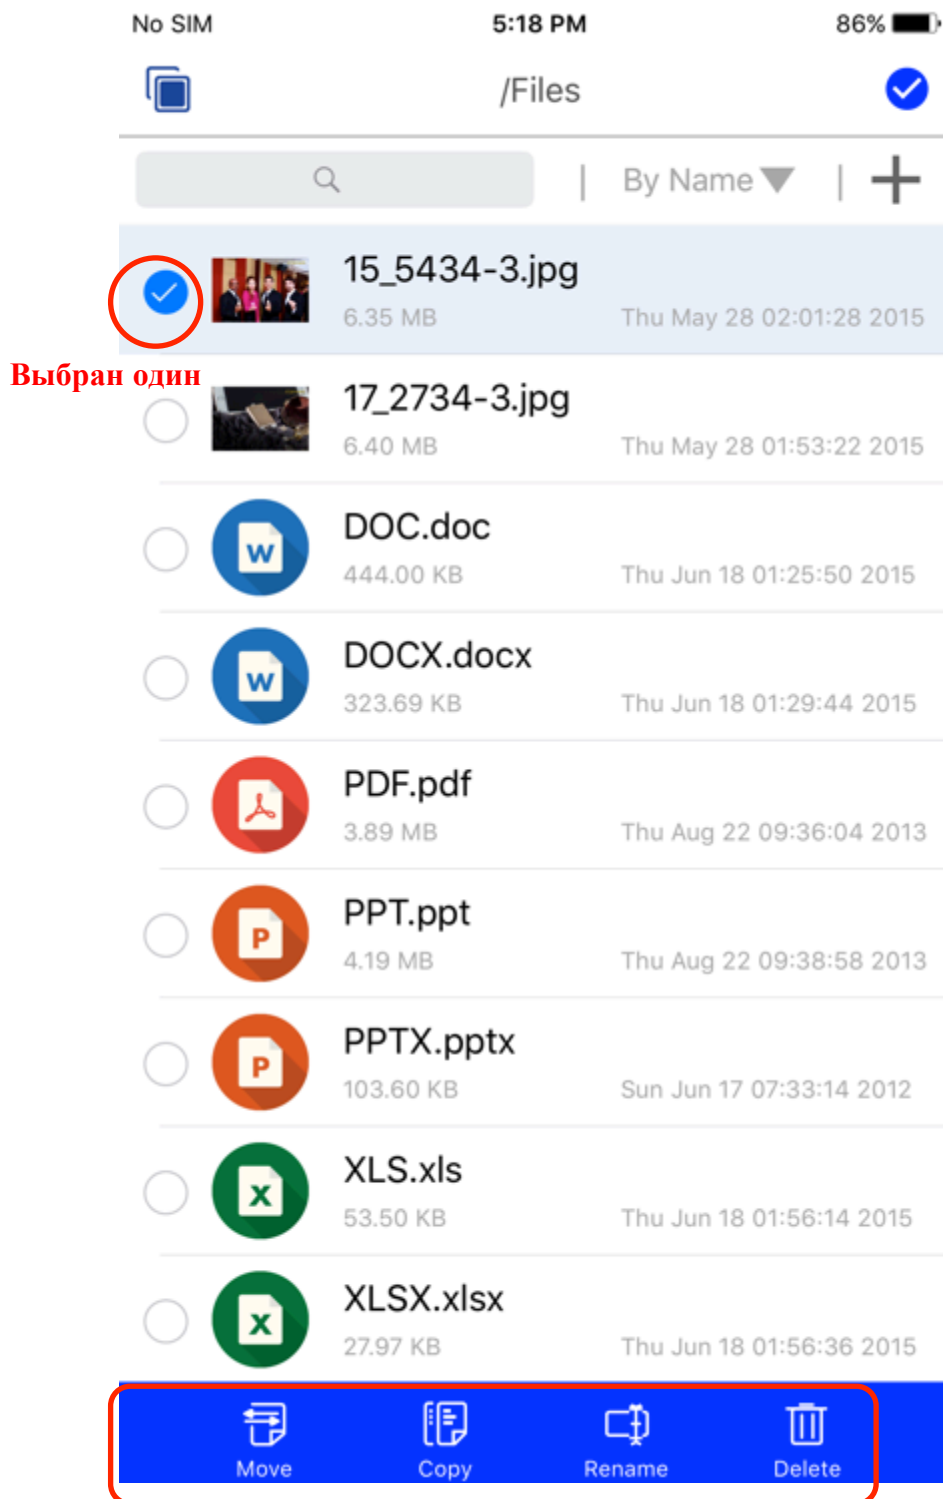 No SIM 5:18 PM 86%
/Files
By Name
15_5434-3.jpg
6.35 MB Thu May 28 02:01:28 2015
Выбран один
17_2734-3.jpg
6.40 MB Thu May 28 01:53:22 2015
DOC.doc
444.00 KB Thu Jun 18 01:25:50 2015
DOCX.docx
323.69 KB Thu Jun 18 01:29:44 2015
PDF.pdf
3.89 MB Thu Aug 22 09:36:04 2013
PPT.ppt
4.19 MB Thu Aug 22 09:38:58 2013
PPTX.pptx
103.60 KB Sun Jun 17 07:33:14 2012
XLS.xls
53.50 KB Thu Jun 18 01:56:14 2015
XLSX.xlsx
27.97 KB Thu Jun 18 01:56:36 2015
Move Copy Rename Delete